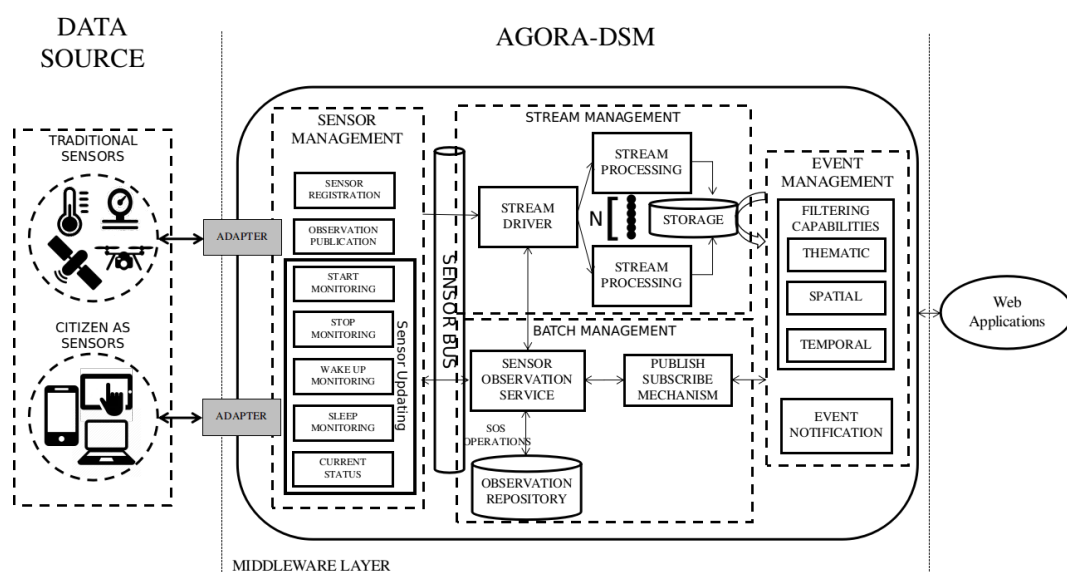 DATA
SOURCE
AGORA-DSM
TRADITIONAL
SENSORS
CITIZEN AS
SENSORS
ADAPTER
ADAPTER
SENSOR
MANAGEMENT
SENSOR
REGISTRATION
OBSERVATION
PUBLICATION
START
MONITORING
STOP
MONITORING
WAKE UP
MONITORING
SLEEP
MONITORING
CURRENT
STATUS
Sensor Updating
SENSOR BUS
STREAM MANAGEMENT
STREAM
DRIVER
STREAM
PROCESSING
N
STORAGE
STREAM
PROCESSING
BATCH MANAGEMENT
SENSOR
OBSERVATION
SERVICE
PUBLISH
SUBSCRIBE
MECHANISM
SOS
OPERATIONS
OBSERVATION
REPOSITORY
EVENT
MANAGEMENT
FILTERING
CAPABILITIES
THEMATIC
SPATIAL
TEMPORAL
EVENT
NOTIFICATION
Web
Applications
MIDDLEWARE LAYER